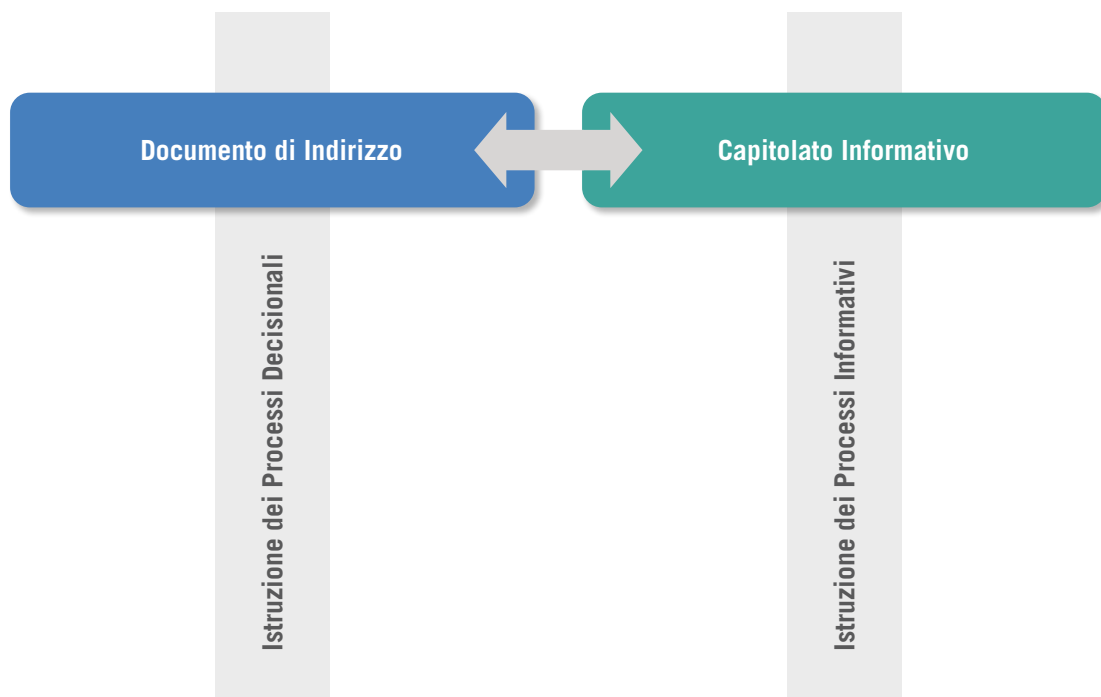 Documento di Indirizzo
Capitolato Informativo
Istruzione dei Processi Decisionali
Istruzione dei Processi Informativi